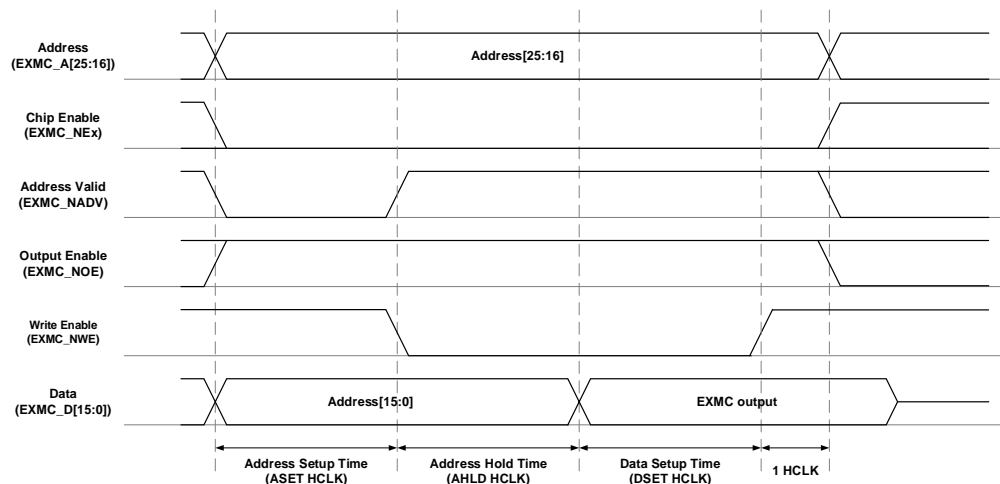 Address
(EXMC_A[25:16])
Address[25:16]
Chip Enable
(EXMC_NEx)
Address Valid
(EXMC_NADV)
Output Enable
(EXMC_NOE)
Write Enable
(EXMC_NWE)
Data
(EXMC_D[15:0])
Address[15:0]
EXMC output
Address Setup Time
(ASET HCLK)
Address Hold Time
(AHLD HCLK)
Data Setup Time
(DSET HCLK)
1 HCLK